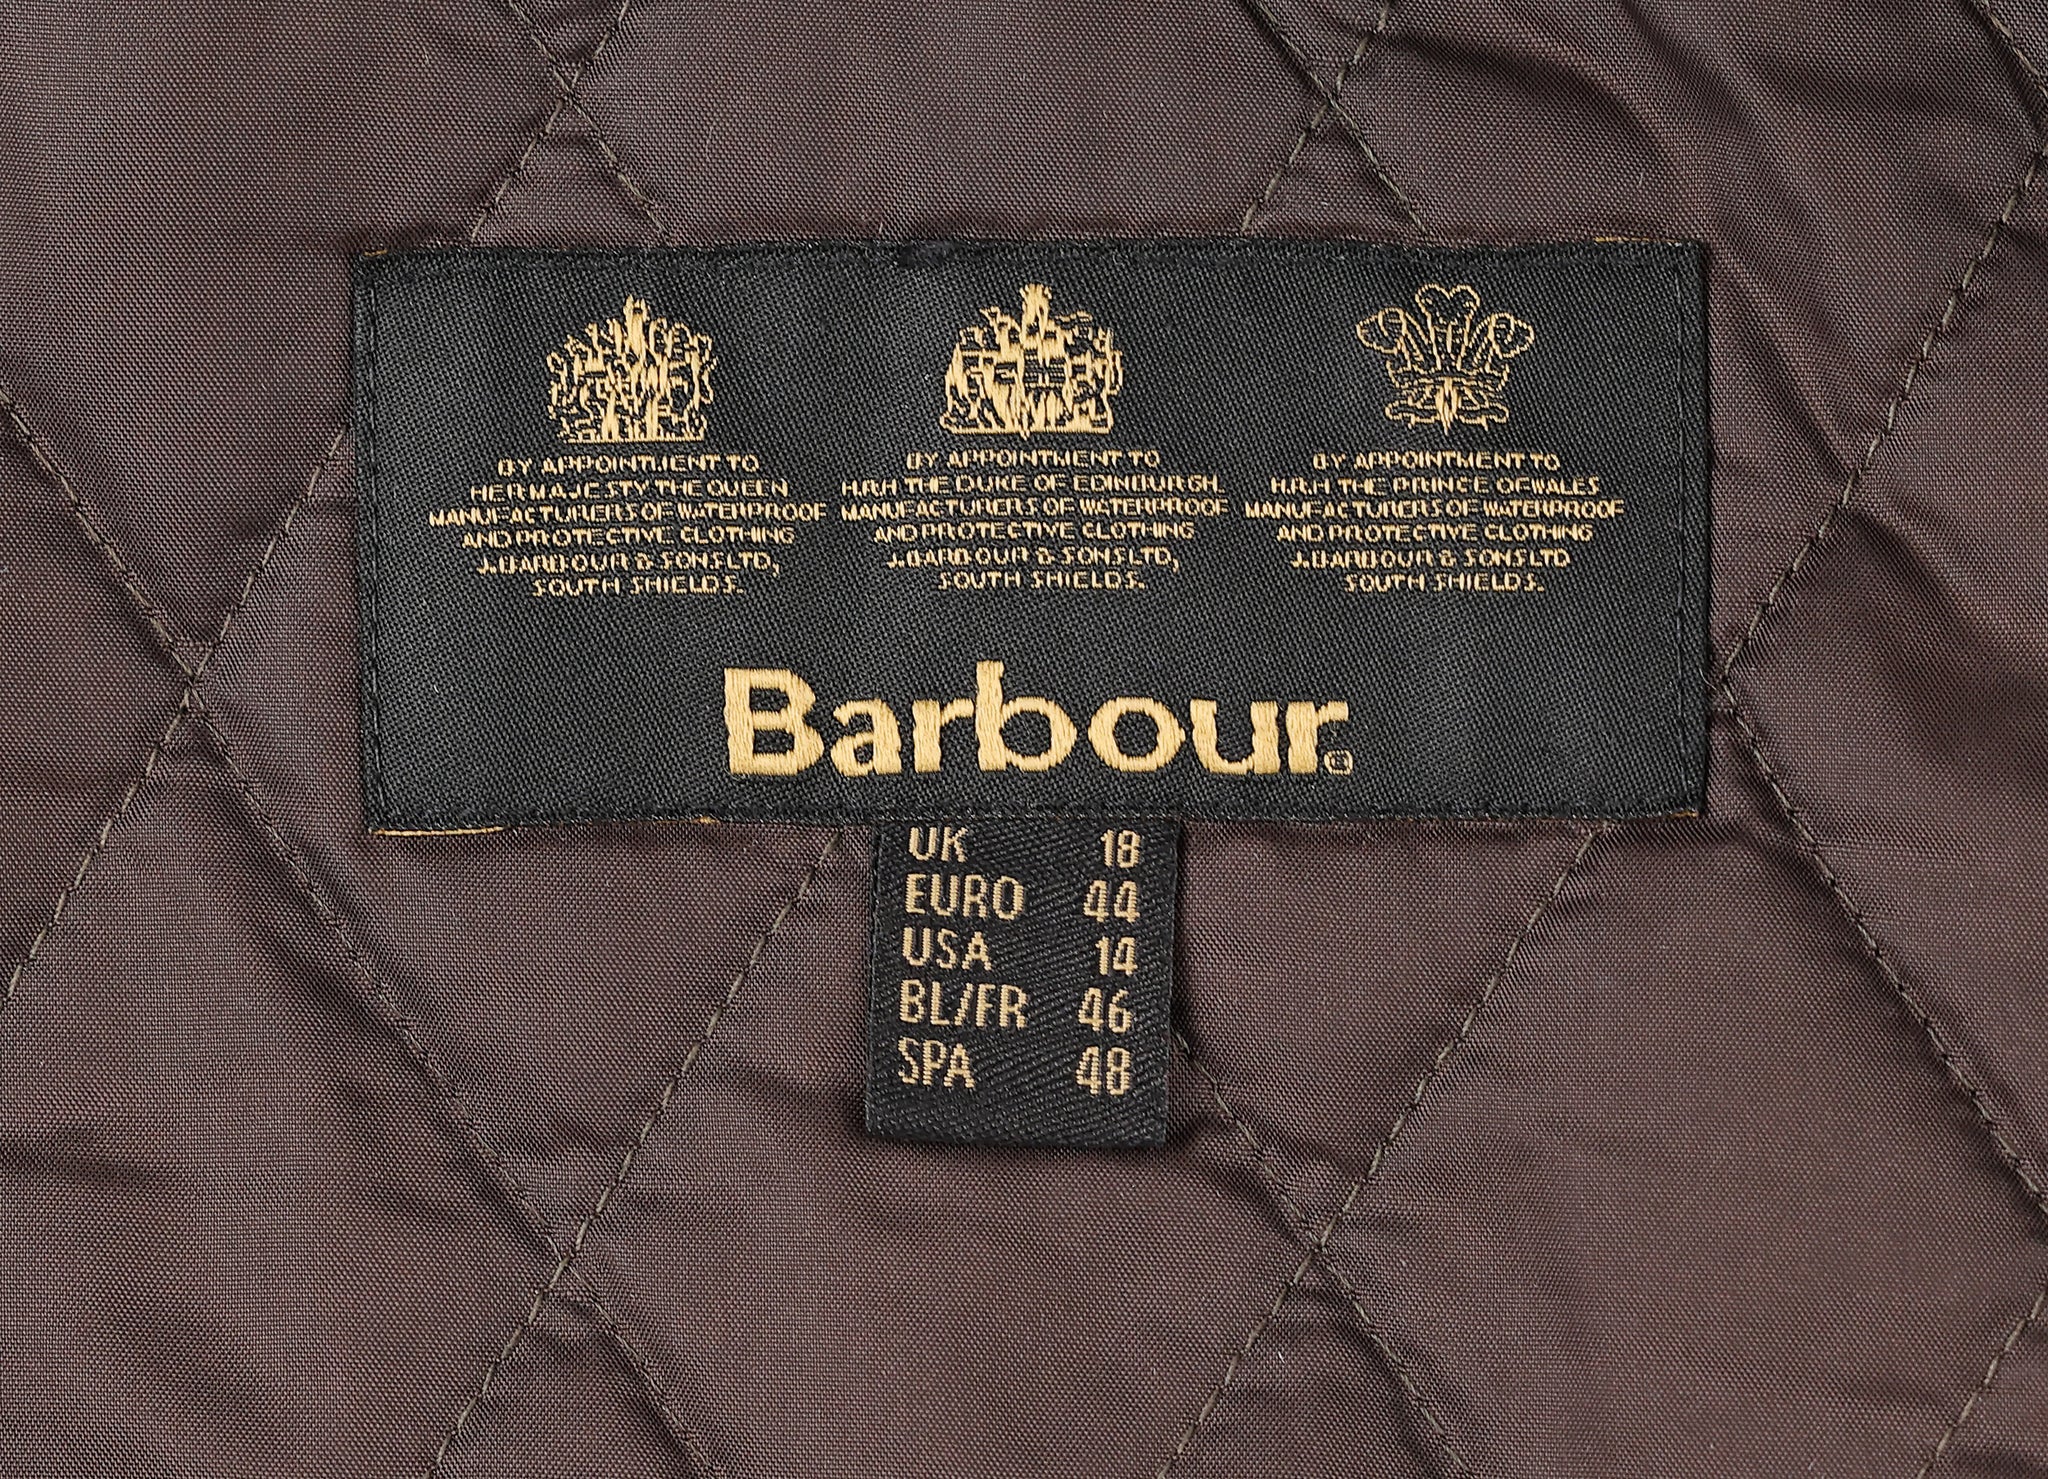 BY APPOINTMENT TO
HER MAJESTY THE QUEEN
MANUFACTURERS OF WATERPROOF
AND PROTECTIVE CLOTHING
J. BARBOUR & SONS LTD,
SOUTH SHIELDS.
BY APPOINTMENT TO
H.R.H THE DUKE OF EDINBURGH
MANUFACTURERS OF WATERPROOF
AND PROTECTIVE CLOTHING
J. BARBOUR & SONS LTD,
SOUTH SHIELDS.
BY APPOINTMENT TO
H.R.H THE PRINCE OF WALES
MANUFACTURERS OF WATERPROOF
AND PROTECTIVE CLOTHING
J. BARBOUR & SONS LTD
SOUTH SHIELDS.
Barbour®
UK 18
EURO 44
USA 14
BL/FR 46
SPA 48